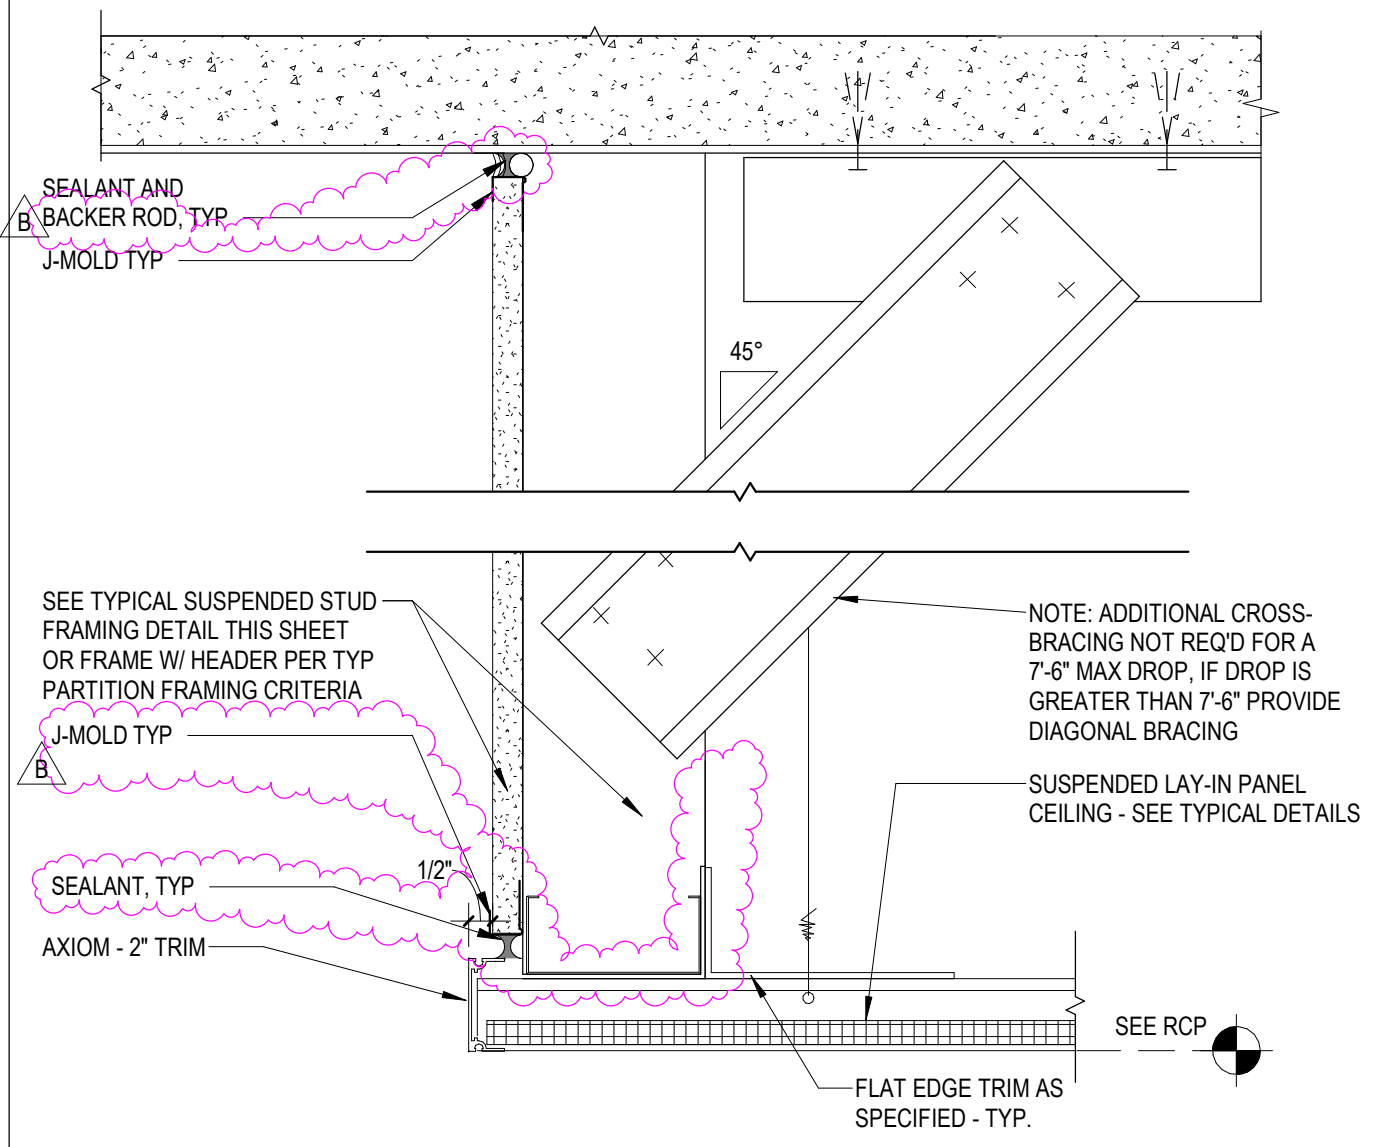 SEALANT AND
BACKER ROD, TYP
B
J-MOLD TYP
45°
SEE TYPICAL SUSPENDED STUD
FRAMING DETAIL THIS SHEET
OR FRAME W/ HEADER PER TYP
PARTITION FRAMING CRITERIA
NOTE: ADDITIONAL CROSS-
BRACING NOT REQ'D FOR A
7'-6" MAX DROP, IF DROP IS
GREATER THAN 7'-6" PROVIDE
DIAGONAL BRACING
J-MOLD TYP
B
SUSPENDED LAY-IN PANEL
CEILING - SEE TYPICAL DETAILS
1/2"
SEALANT, TYP
AXIOM - 2" TRIM
SEE RCP
FLAT EDGE TRIM AS
SPECIFIED - TYP.